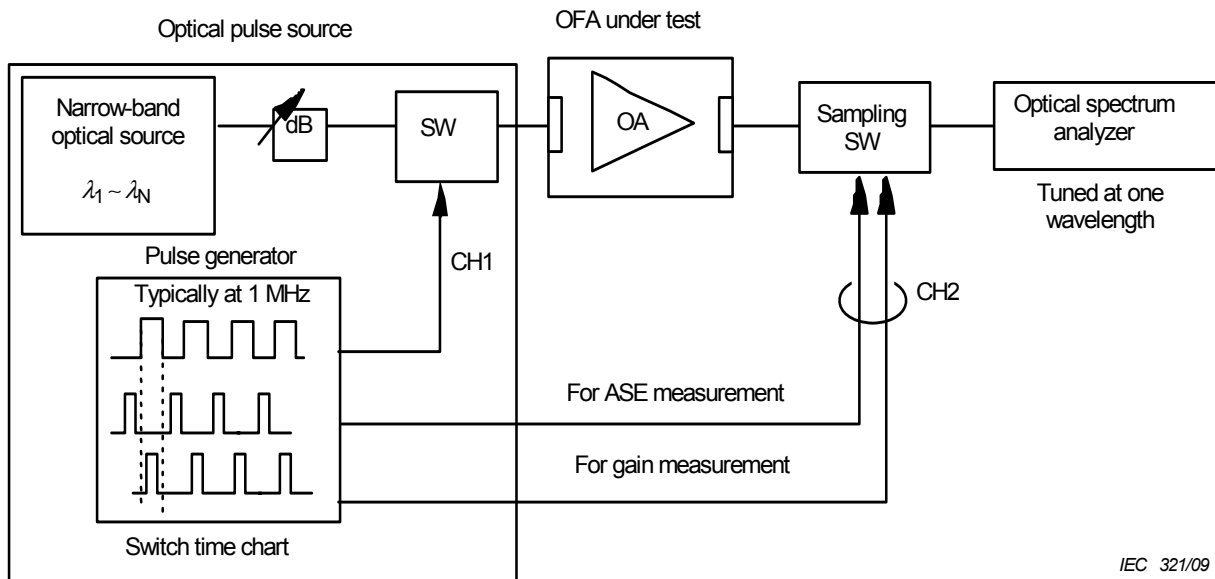 Optical pulse source
OFA under test
Narrow-band
optical source
λ1 ~ λN
dB
SW
OA
Sampling
SW
Optical spectrum
analyzer
Tuned at one
wavelength
Pulse generator
CH1
CH2
Typically at 1 MHz
For ASE measurement
For gain measurement
Switch time chart
IEC 321/09